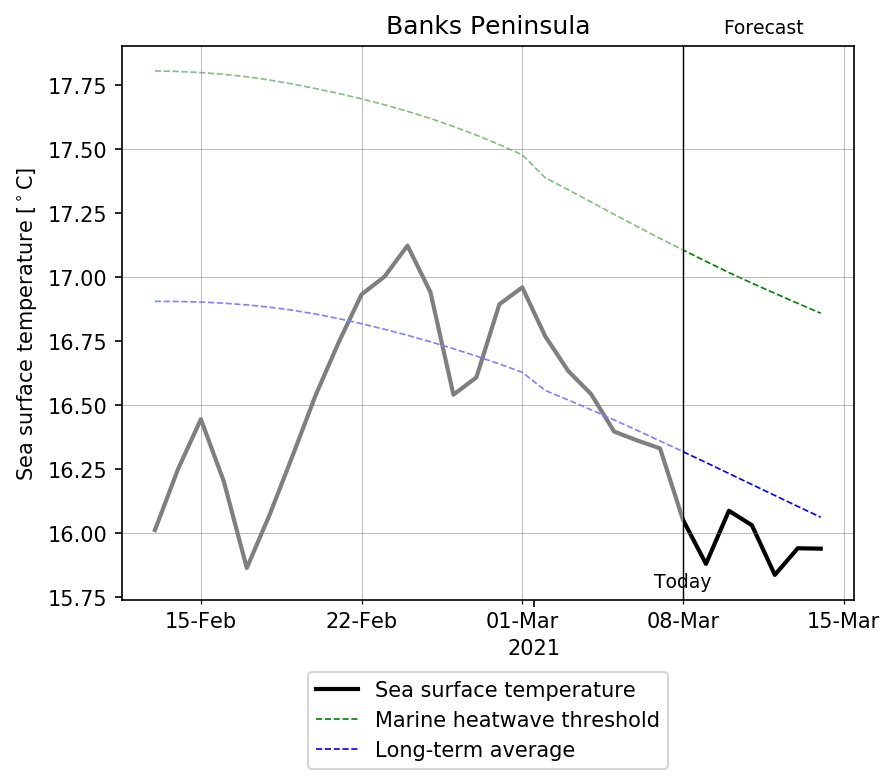 Banks Peninsula
Forecast
Sea surface temperature [°C]
17.75
17.50
17.25
17.00
16.75
16.50
16.25
16.00
15.75
Today
15-Feb 22-Feb 01-Mar 08-Mar 15-Mar
2021
Sea surface temperature
Marine heatwave threshold
Long-term average